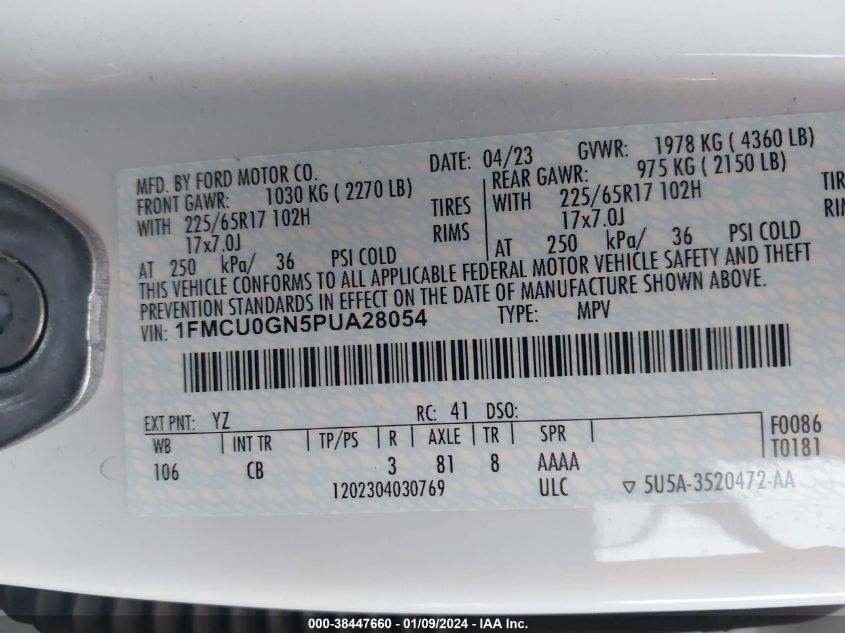 MFD. BY FORD MOTOR CO. DATE: 04/23 GVWR: 1978 KG ( 4360 LB)
FRONT GAWR: 1030 KG ( 2270 LB) REAR GAWR: 975 KG ( 2150 LB)
WITH 225/65R17 102H TIRES WITH 225/65R17 102H TIRE
17x7.0J RIMS 17x7.0J RIM
AT 250 kPa/ 36 PSI COLD AT 250 kPa/ 36 PSI COLD
THIS VEHICLE CONFORMS TO ALL APPLICABLE FEDERAL MOTOR VEHICLE SAFETY AND THEFT
PREVENTION STANDARDS IN EFFECT ON THE DATE OF MANUFACTURE SHOWN ABOVE.
VIN: 1FMCU0GN5PUA28054 TYPE: MPV
EXT PNT: YZ RC: 41 DSO:
WB INT TR TP/PS R AXLE TR SPR F0086
106 CB 3 81 8 AAAA T0181
1202304030769 ULC ▽ 5U5A-3520472-AA
000-38447660 - 01/09/2024 - IAA Inc.